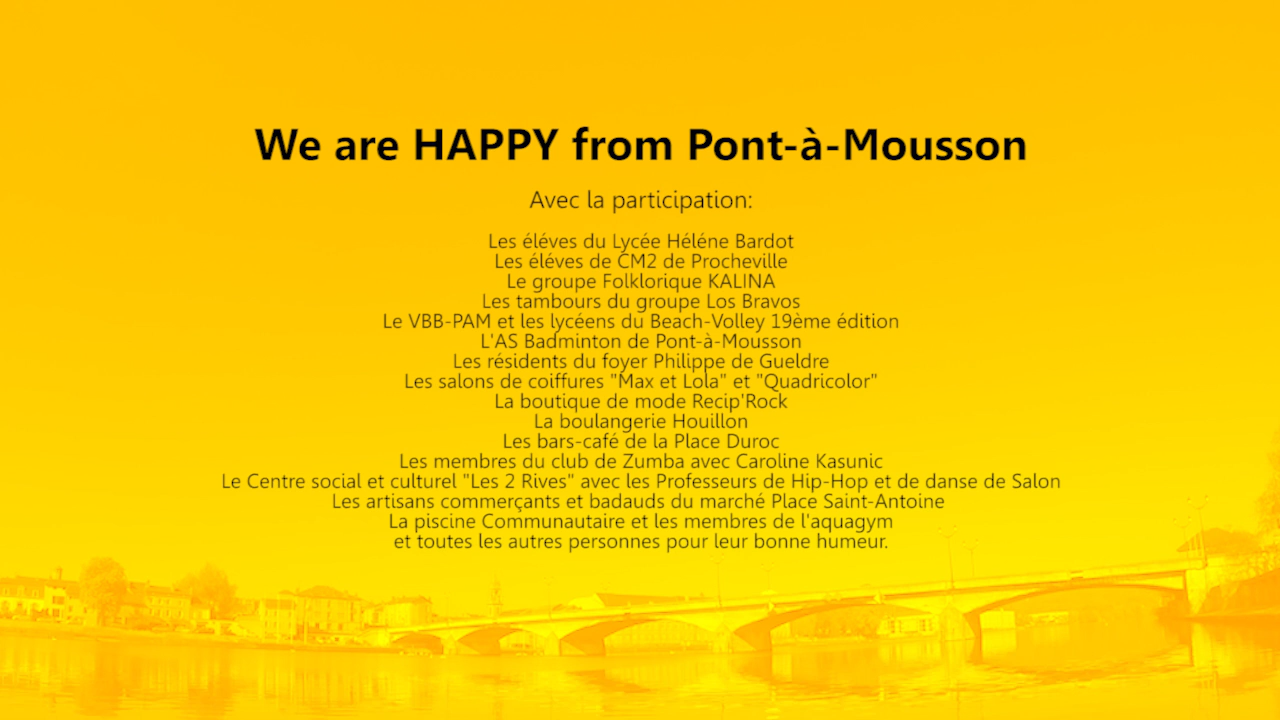 We are HAPPY from Pont-à-Mousson
Avec la participation:
Les éléves du Lycée Héléne Bardot
Les éléves de CM2 de Procheville
Le groupe Folklorique KALINA
Les tambours du groupe Los Bravos
Le VBB-PAM et les lycéens du Beach-Volley 19ème édition
L'AS Badminton de Pont-à-Mousson
Les résidents du foyer Philippe de Gueldre
Les salons de coiffures "Max et Lola" et "Quadricolor"
La boutique de mode Recip'Rock
La boulangerie Houillon
Les bars-café de la Place Duroc
Les membres du club de Zumba avec Caroline Kasunic
Le Centre social et culturel "Les 2 Rives" avec les Professeurs de Hip-Hop et de danse de Salon
Les artisans commerçants et badauds du marché Place Saint-Antoine
La piscine Communautaire et les membres de l'aquagym
et toutes les autres personnes pour leur bonne humeur.